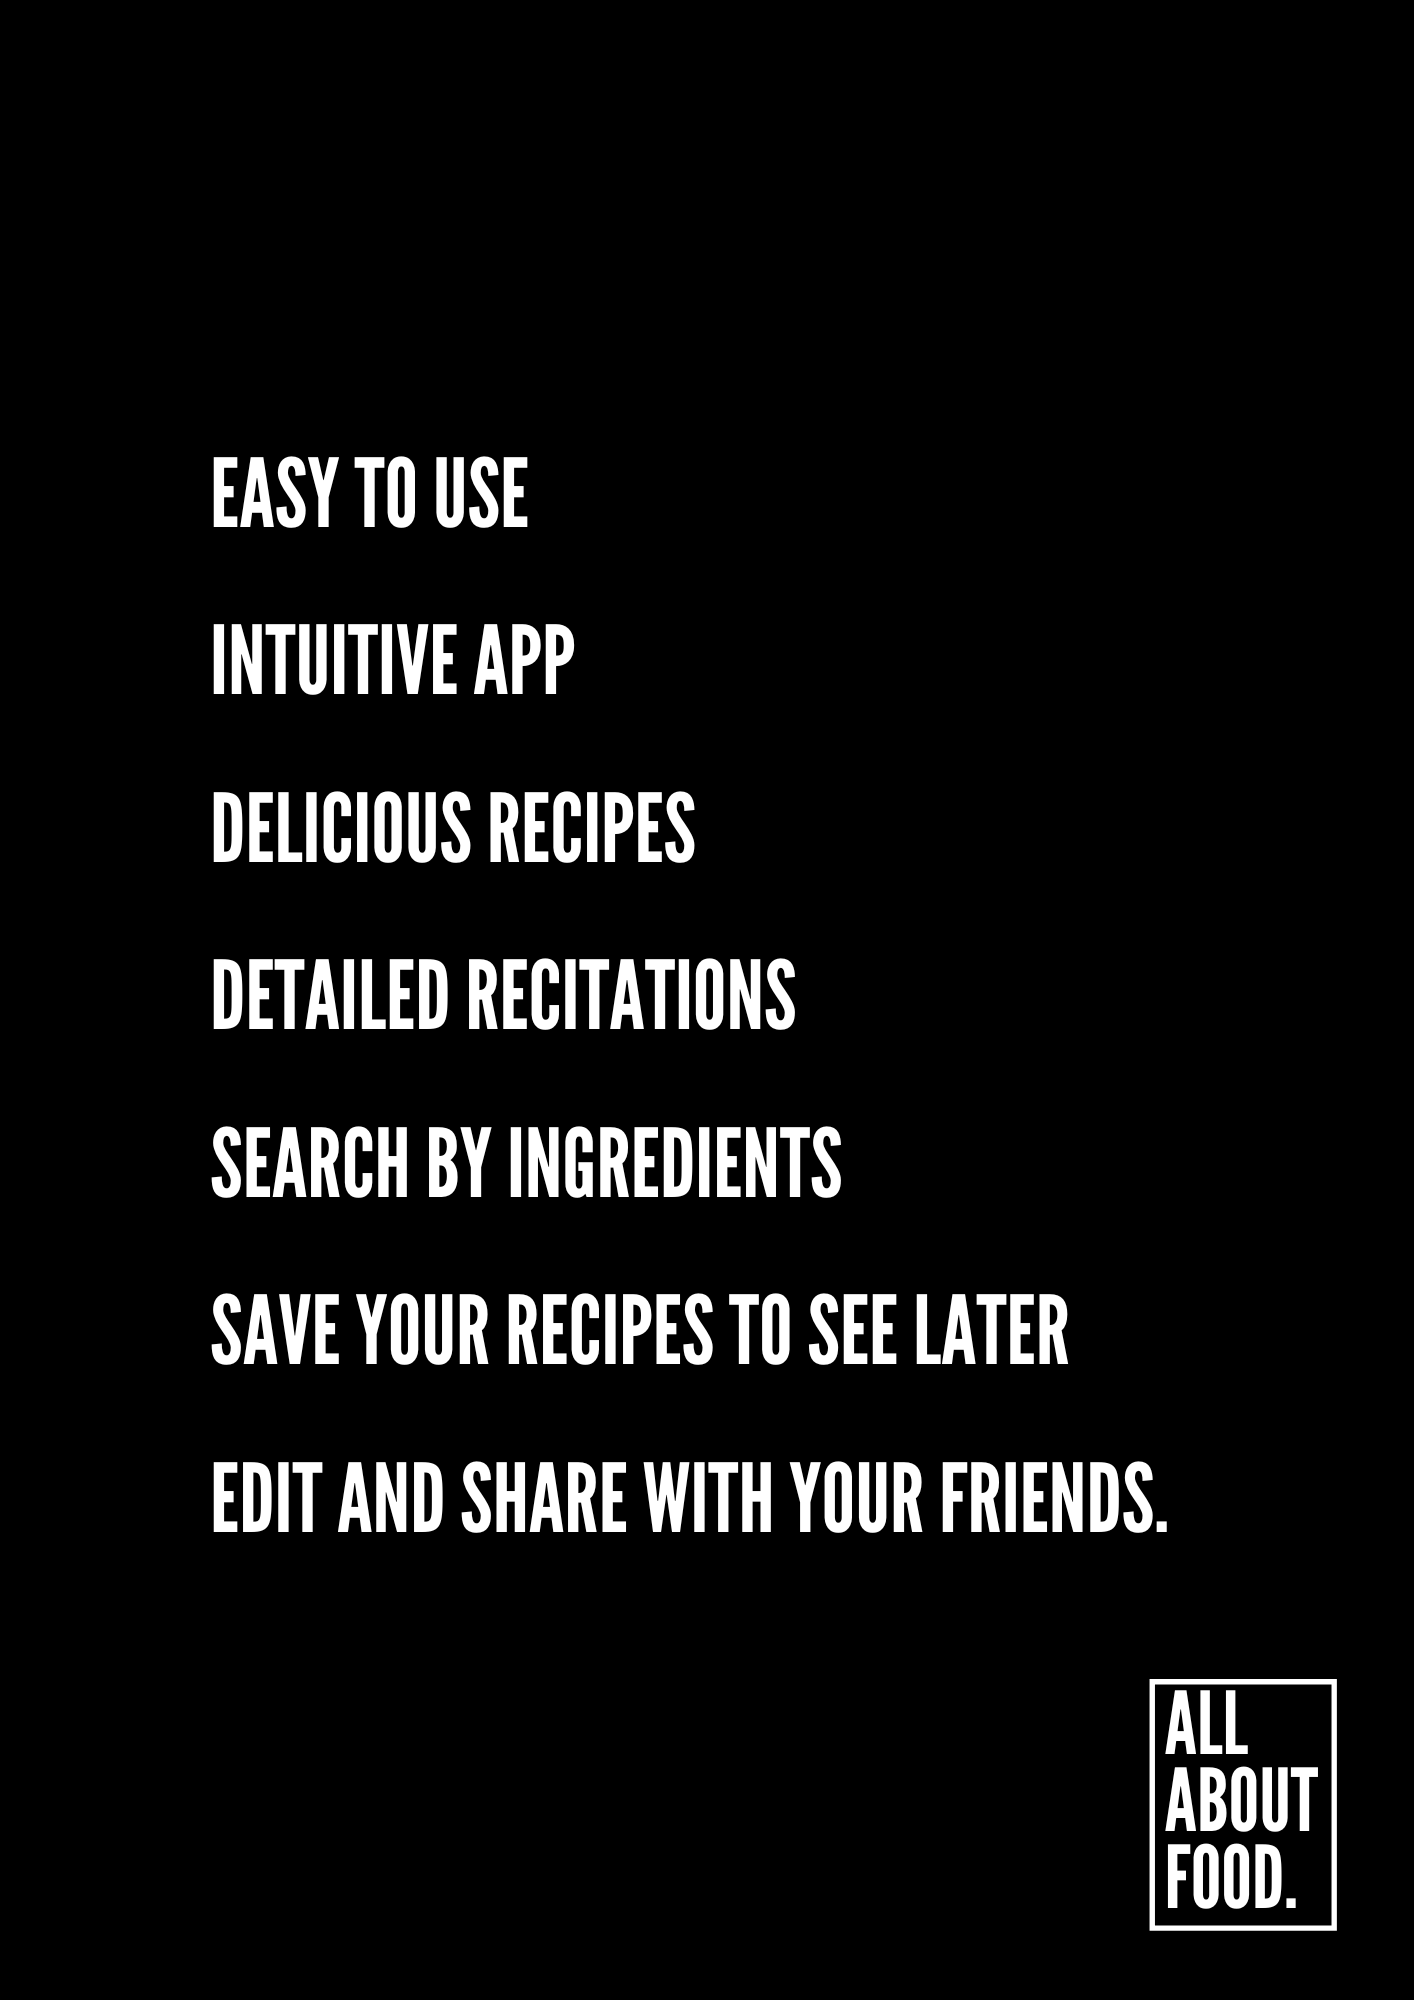 EASY TO USE
INTUITIVE APP
DELICIOUS RECIPES
DETAILED RECITATIONS
SEARCH BY INGREDIENTS
SAVE YOUR RECIPES TO SEE LATER
EDIT AND SHARE WITH YOUR FRIENDS.
ALL
ABOUT
FOOD.